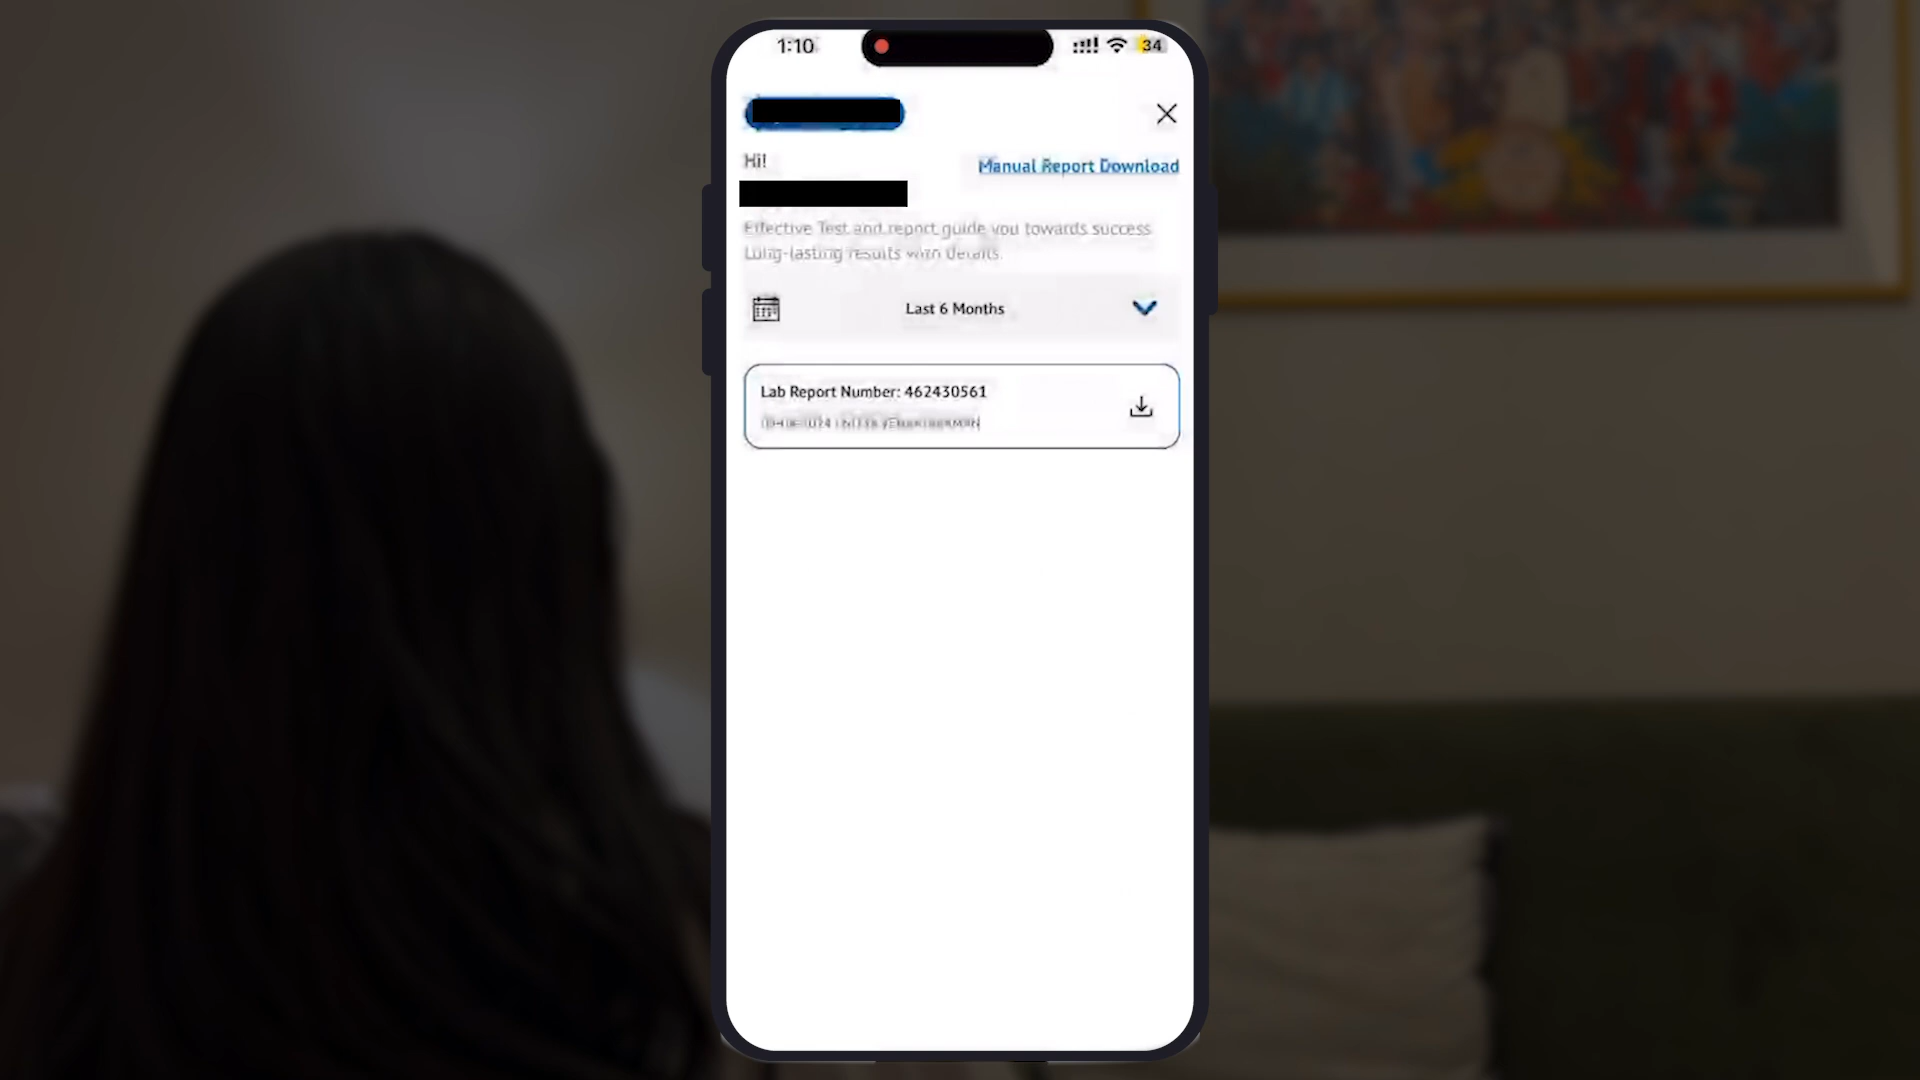 1:10
34
Hi!
Manual Report Download
Effective Test and report guide you towards success
Long-lasting results with details.
Last 6 Months
Lab Report Number: 462430561